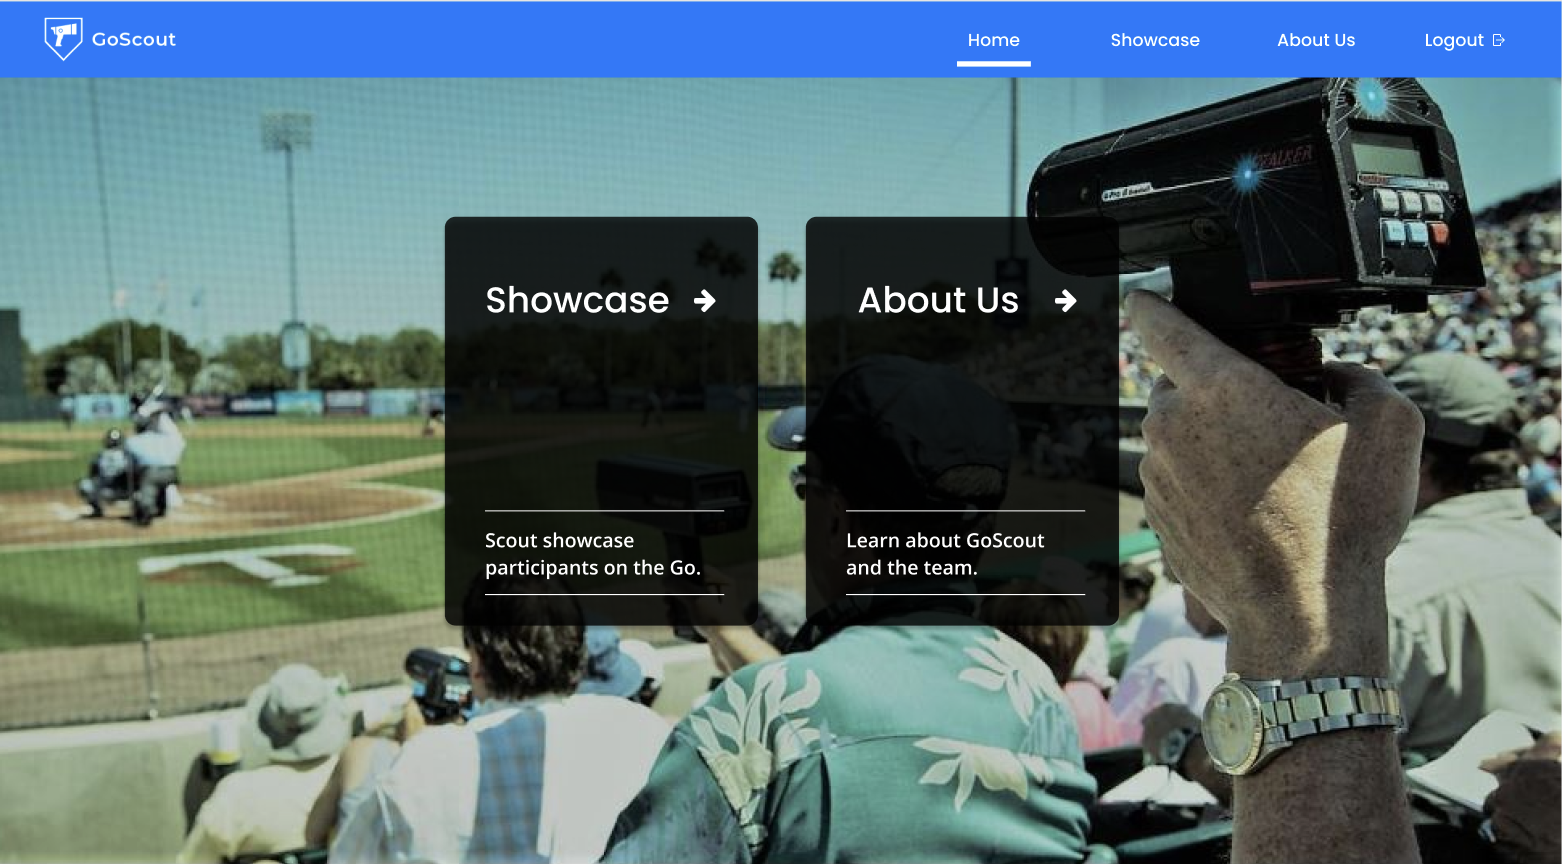 GoScout
Home
Showcase
About Us
Logout
Showcase
About Us
Scout showcase
participants on the Go.
Learn about GoScout
and the team.
STALKER